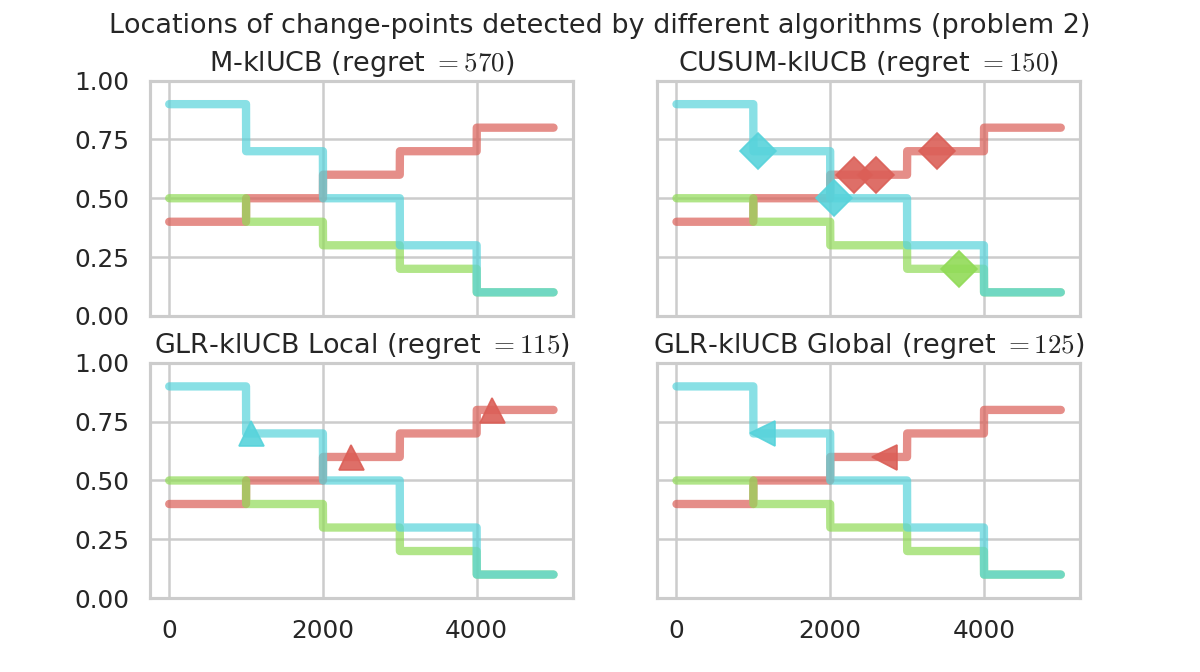 Locations of change-points detected by different algorithms (problem 2)
M-klUCB (regret = 570)
CUSUM-klUCB (regret = 150)
1.00
0.75
0.50
0.25
0.00
GLR-klUCB Local (regret = 115)
GLR-klUCB Global (regret = 125)
1.00
0.75
0.50
0.25
0.00
0 2000 4000
0 2000 4000